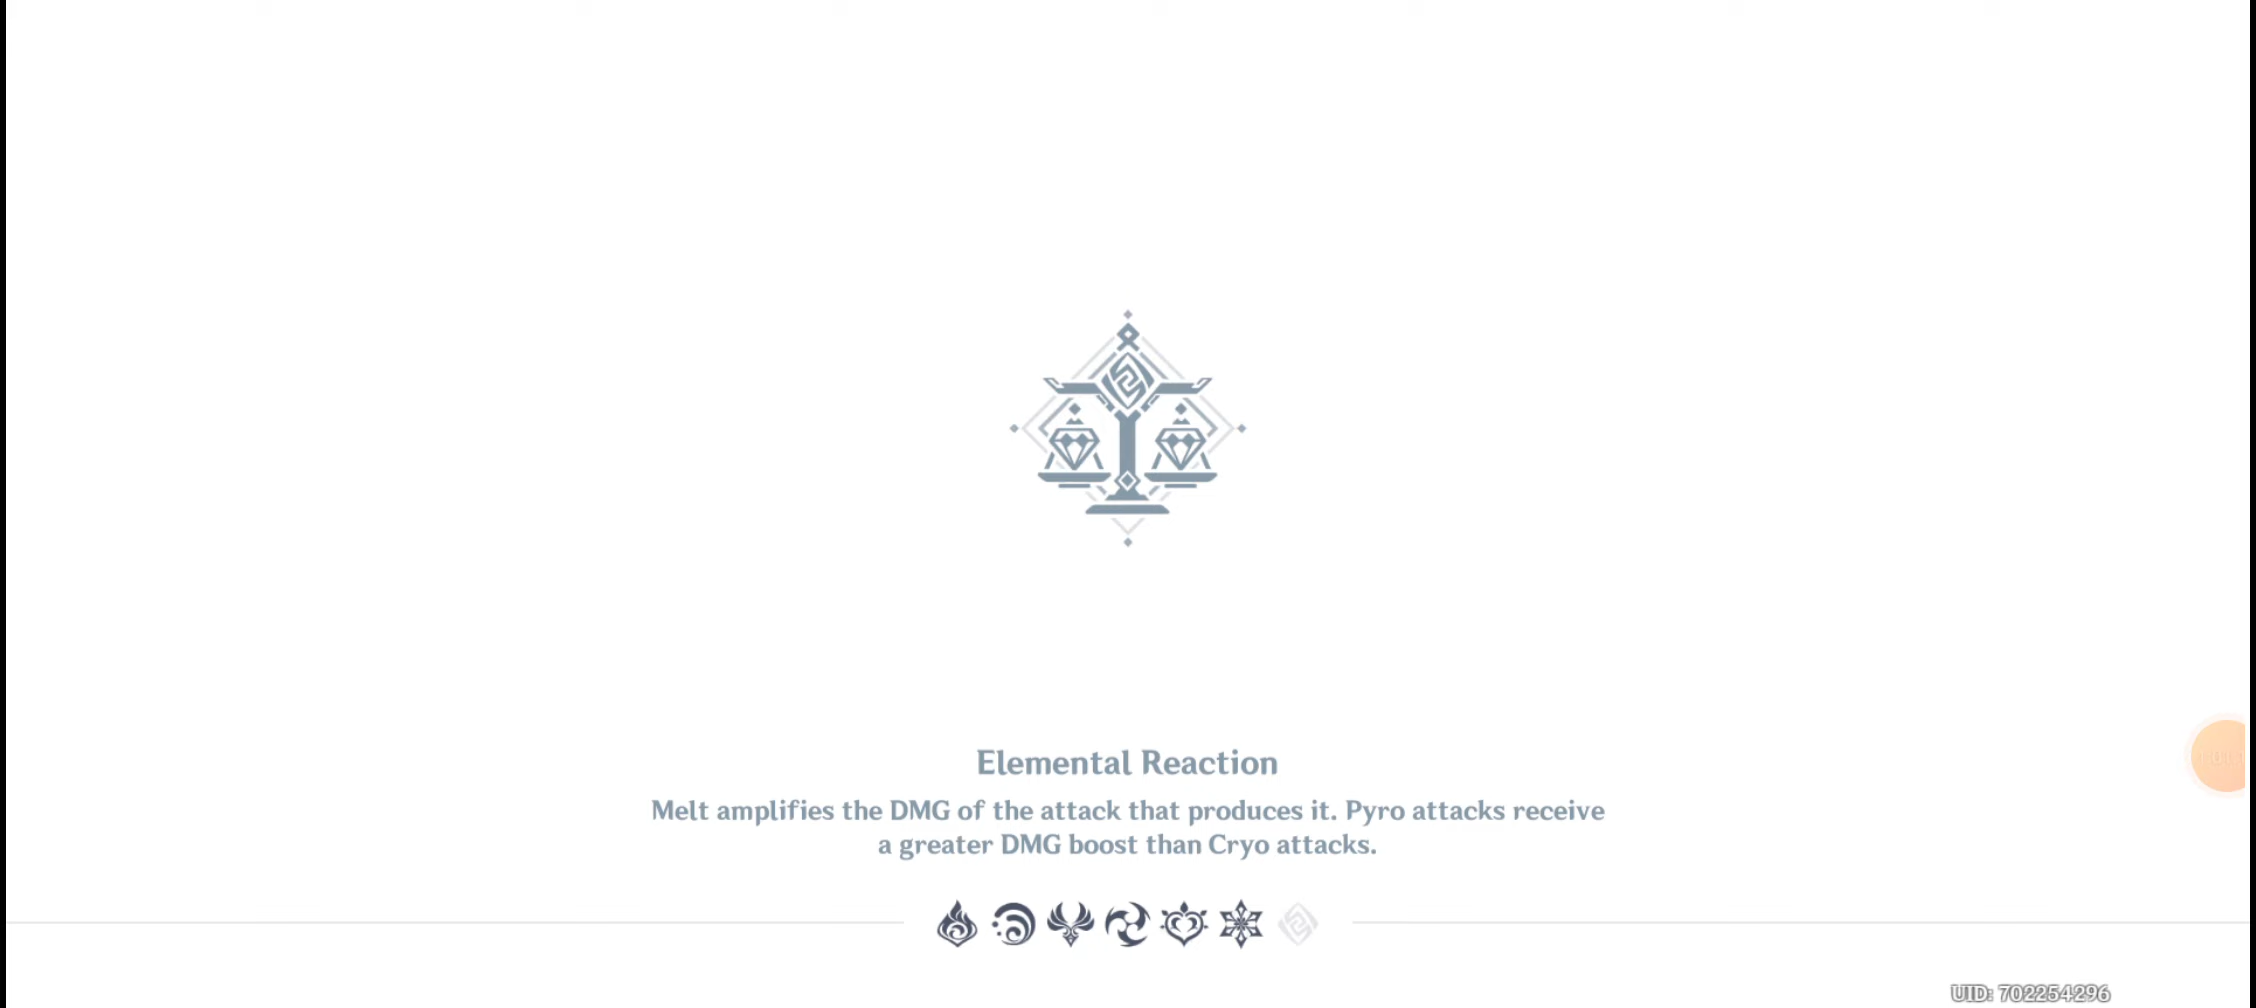 Elemental Reaction
Melt amplifies the DMG of the attack that produces it. Pyro attacks receive
a greater DMG boost than Cryo attacks.
UID: 702254296